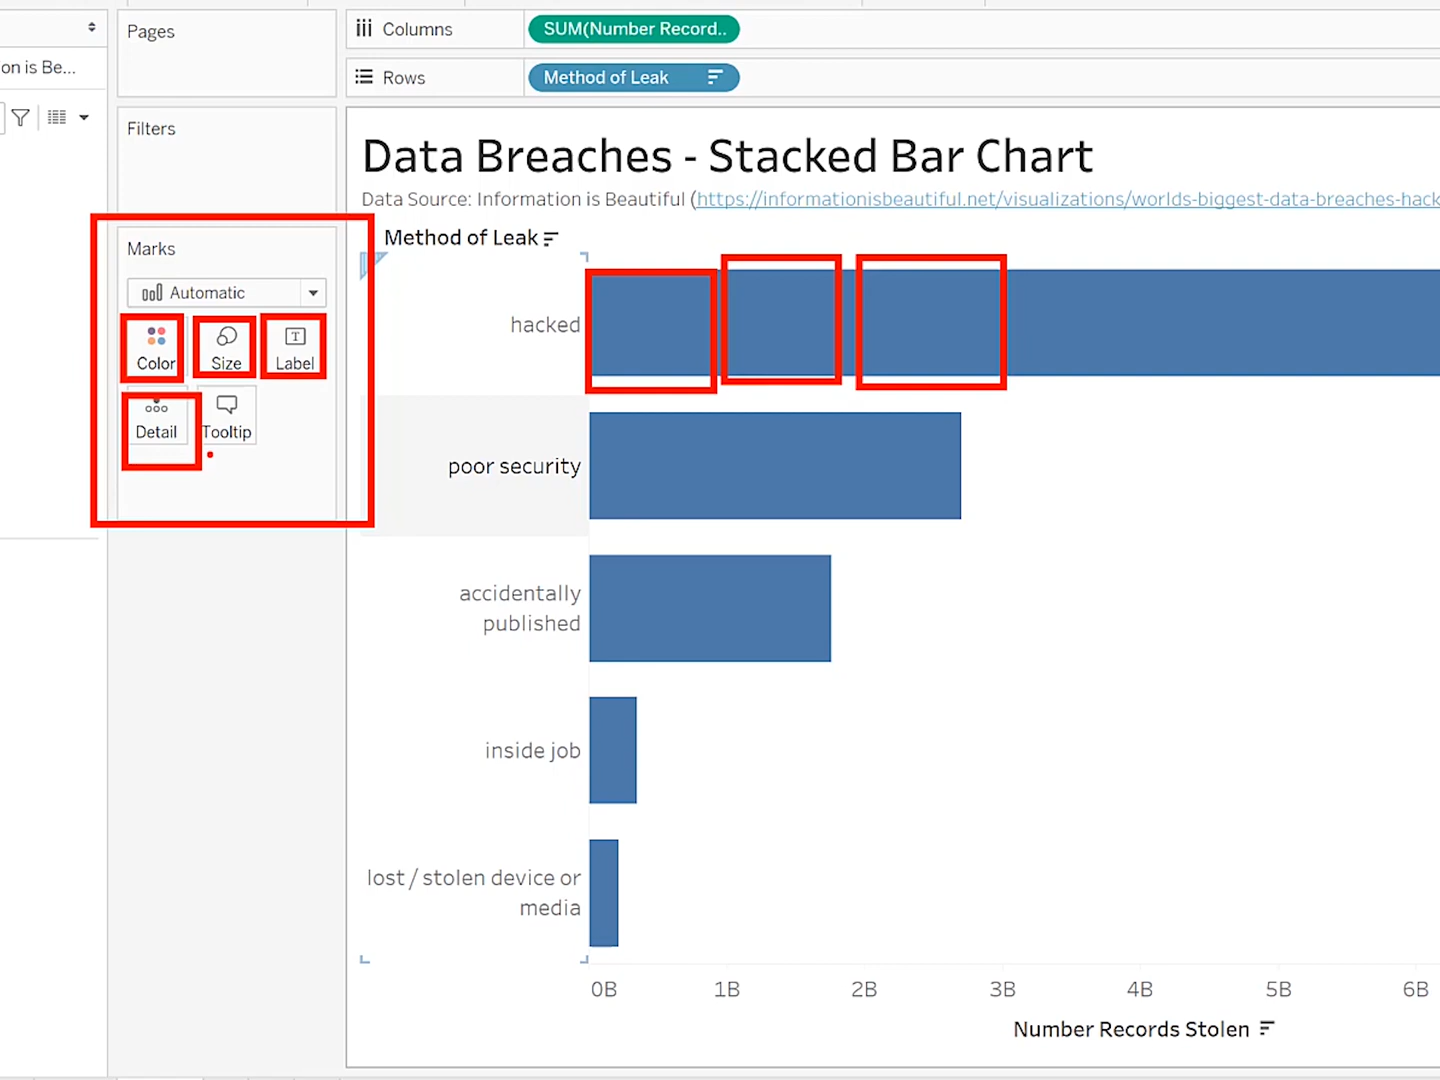 Pages
Columns
SUM(Number Record..
on is Be...
Rows
Method of Leak
Filters
Data Breaches - Stacked Bar Chart
Data Source: Information is Beautiful (https://informationisbeautiful.net/visualizations/worlds-biggest-data-breaches-hack
Marks
Method of Leak
Automatic
Color
Size
T
Label
Detail
Tooltip
hacked
poor security
accidentally
published
inside job
lost / stolen device or
media
0B 1B 2B 3B 4B 5B 6B
Number Records Stolen